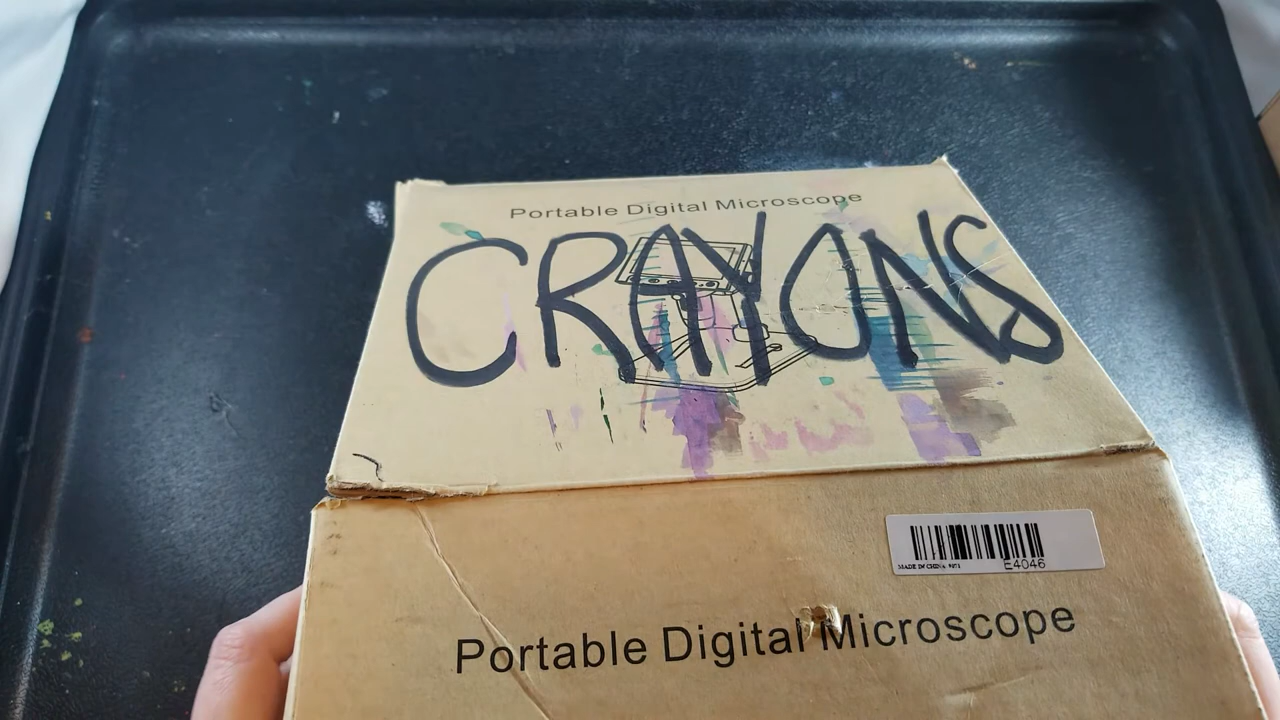 Portable Digital Microscope
CRAYONS
MADE IN CHINA
E4046
Portable Digital Microscope